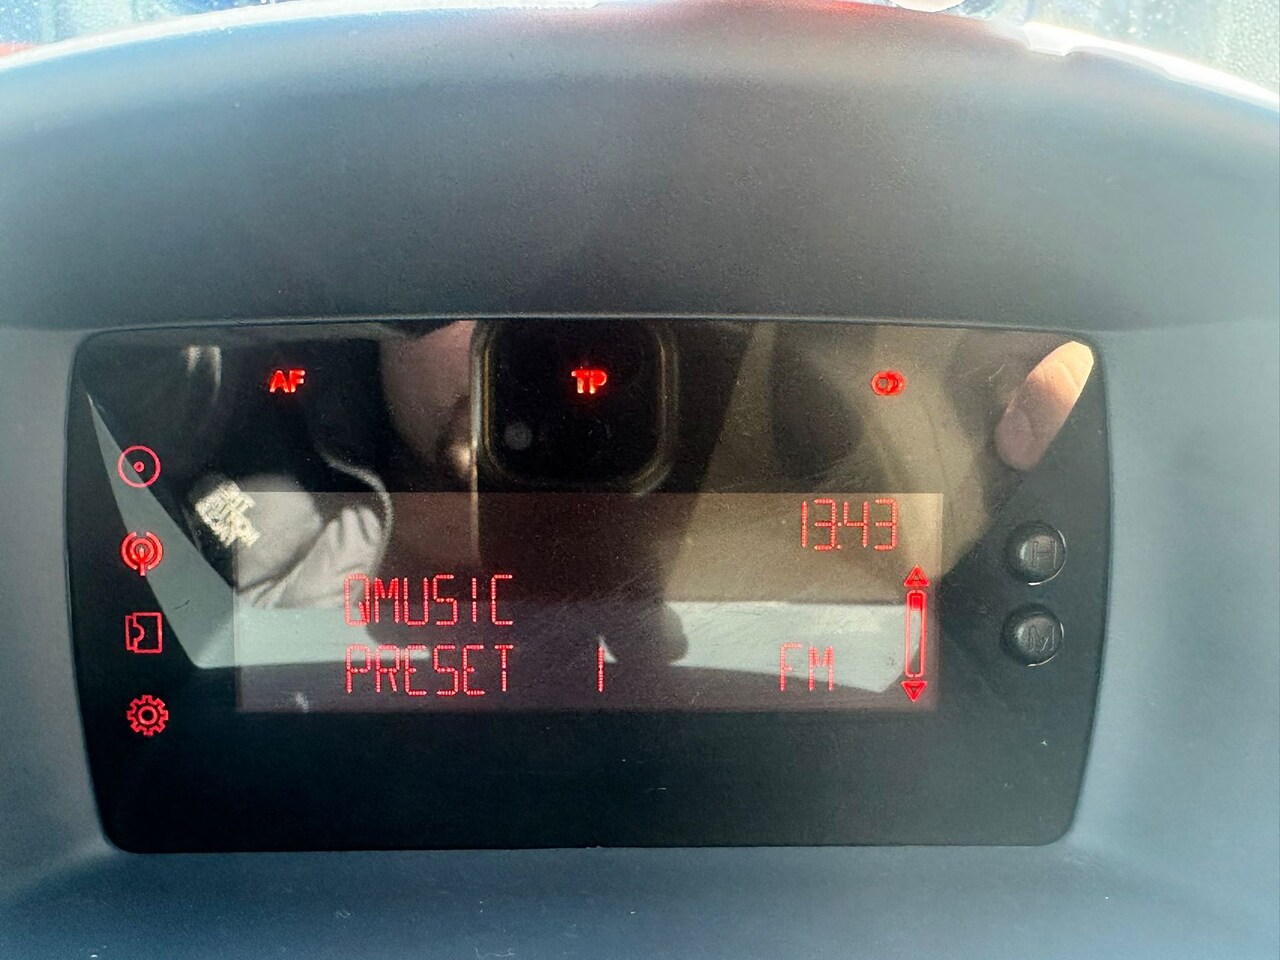 AF TP
13:43
QMUSIC
H
PRESET 1 FM
M